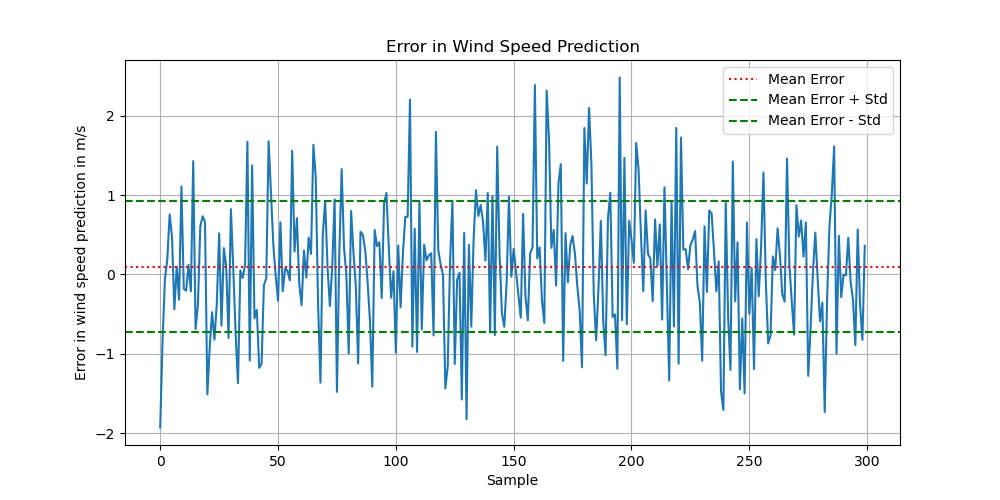 Error in Wind Speed Prediction
Mean Error
Mean Error + Std
Mean Error - Std
Error in wind speed prediction in m/s
2
1
0
−1
−2
0 50 100 150 200 250 300
Sample